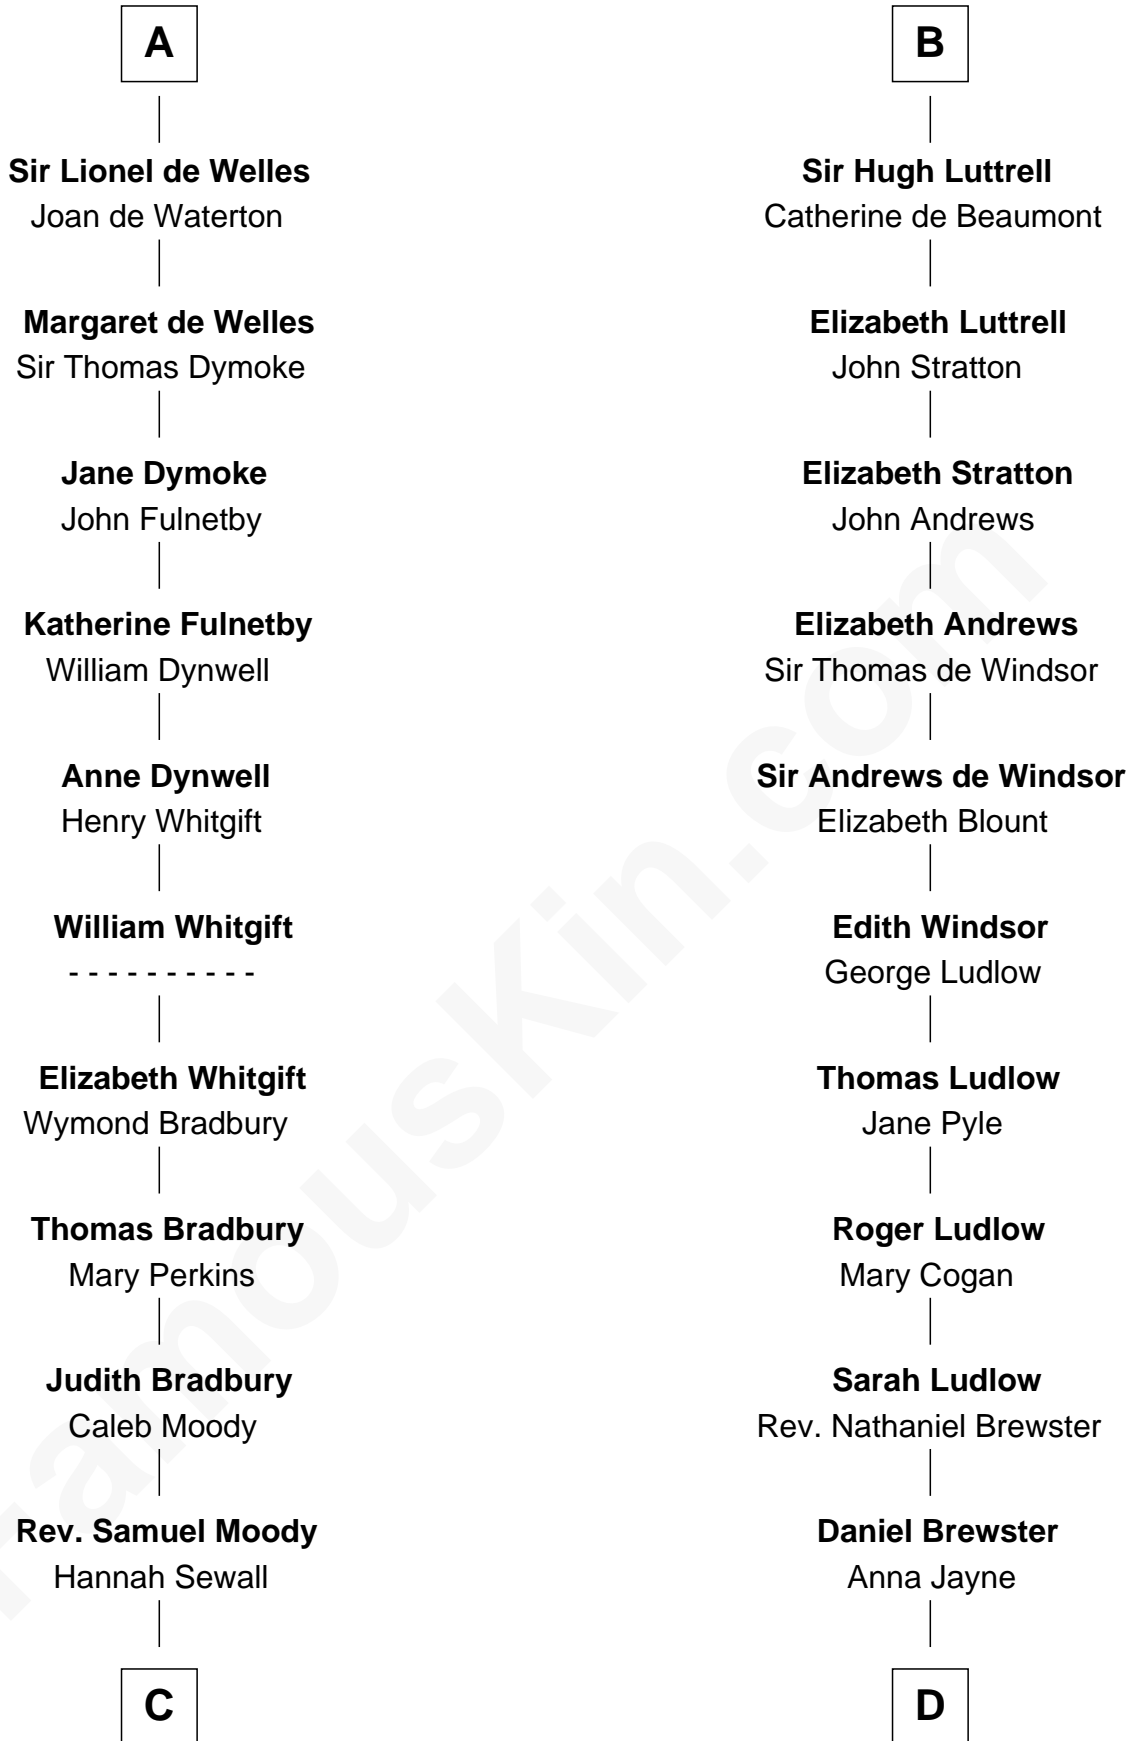 A
Sir Lionel de Welles
Joan de Waterton
Margaret de Welles
Sir Thomas Dymoke
Jane Dymoke
John Fulnetby
Katherine Fulnetby
William Dynwell
Anne Dynwell
Henry Whitgift
William Whitgift
- - - - - - - - - -
Elizabeth Whitgift
Wymond Bradbury
Thomas Bradbury
Mary Perkins
Judith Bradbury
Caleb Moody
Rev. Samuel Moody
Hannah Sewall
C
B
Sir Hugh Luttrell
Catherine de Beaumont
Elizabeth Luttrell
John Stratton
Elizabeth Stratton
John Andrews
Elizabeth Andrews
Sir Thomas de Windsor
Sir Andrews de Windsor
Elizabeth Blount
Edith Windsor
George Ludlow
Thomas Ludlow
Jane Pyle
Roger Ludlow
Mary Cogan
Sarah Ludlow
Rev. Nathaniel Brewster
Daniel Brewster
Anna Jayne
D
FamousKin.com